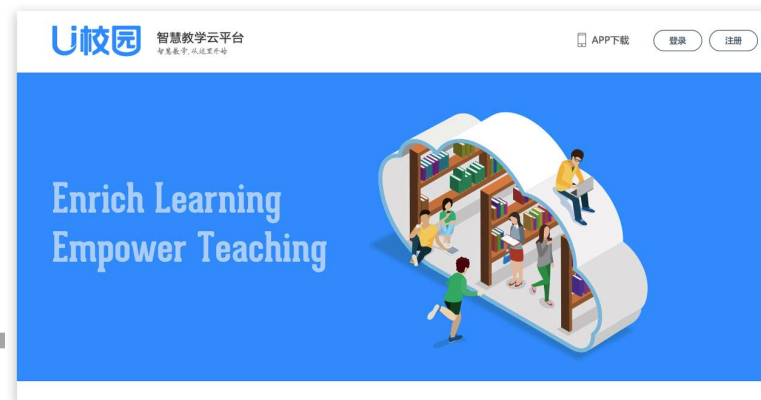 U校园
智慧教学云平台
智慧教学,从这里开始
APP下载
登录
注册
Enrich Learning
Empower Teaching